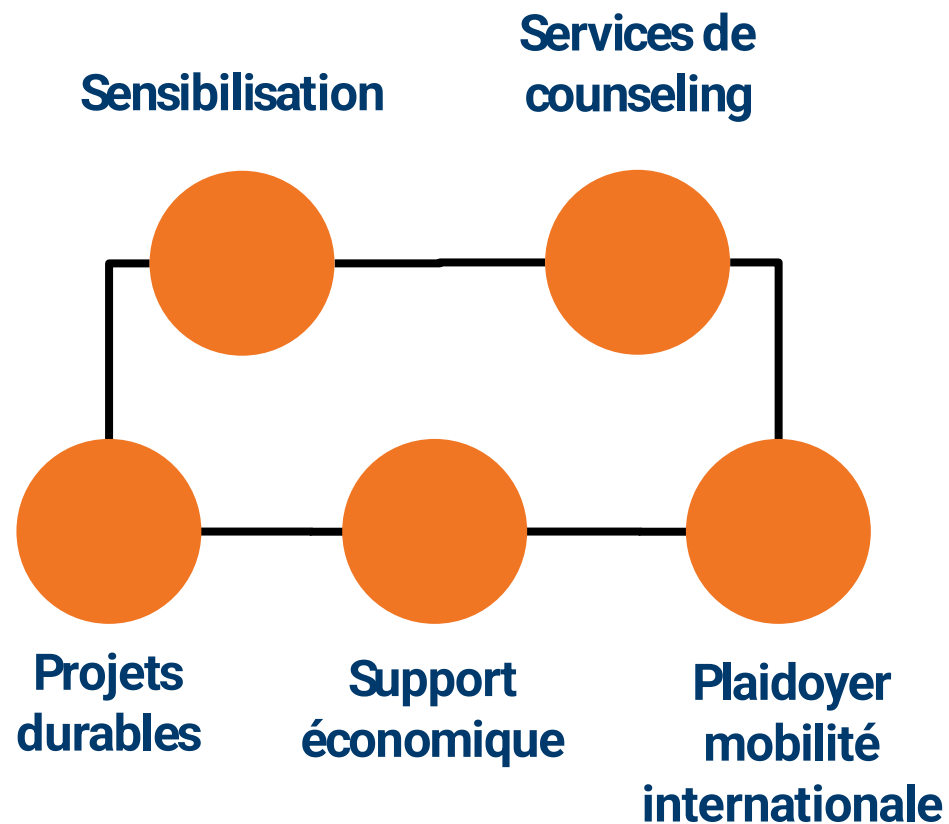 Sensibilisation
Services de
counseling
Projets
durables
Support
économique
Plaidoyer
mobilité
internationale